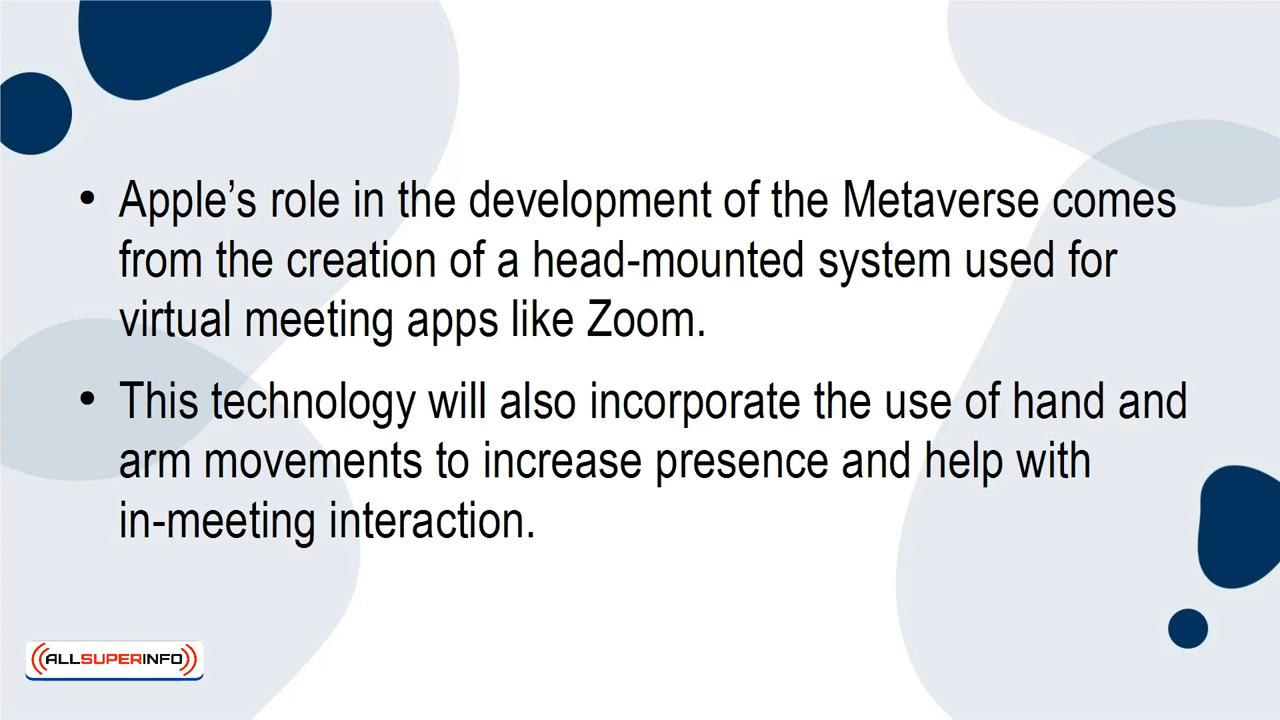 • Apple’s role in the development of the Metaverse comes
from the creation of a head-mounted system used for
virtual meeting apps like Zoom.
• This technology will also incorporate the use of hand and
arm movements to increase presence and help with
in-meeting interaction.
ALLSUPERINFO